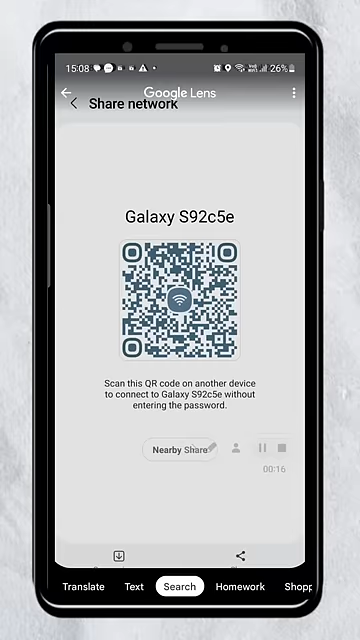 15:08
26%
Google Lens
Share network
Galaxy S92c5e
Scan this QR code on another device
to connect to Galaxy S92c5e without
entering the password.
Nearby Share
00:16
Translate Text Search Homework Shopp